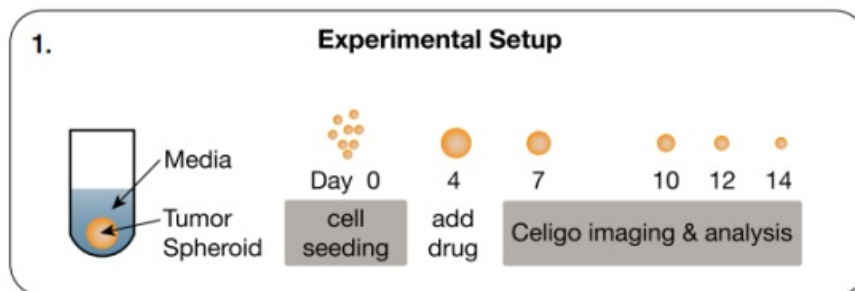 1.
Experimental Setup
Media
Tumor
Spheroid
Day 0 4 7 10 12 14
cell
seeding
add
drug
Celigo imaging & analysis